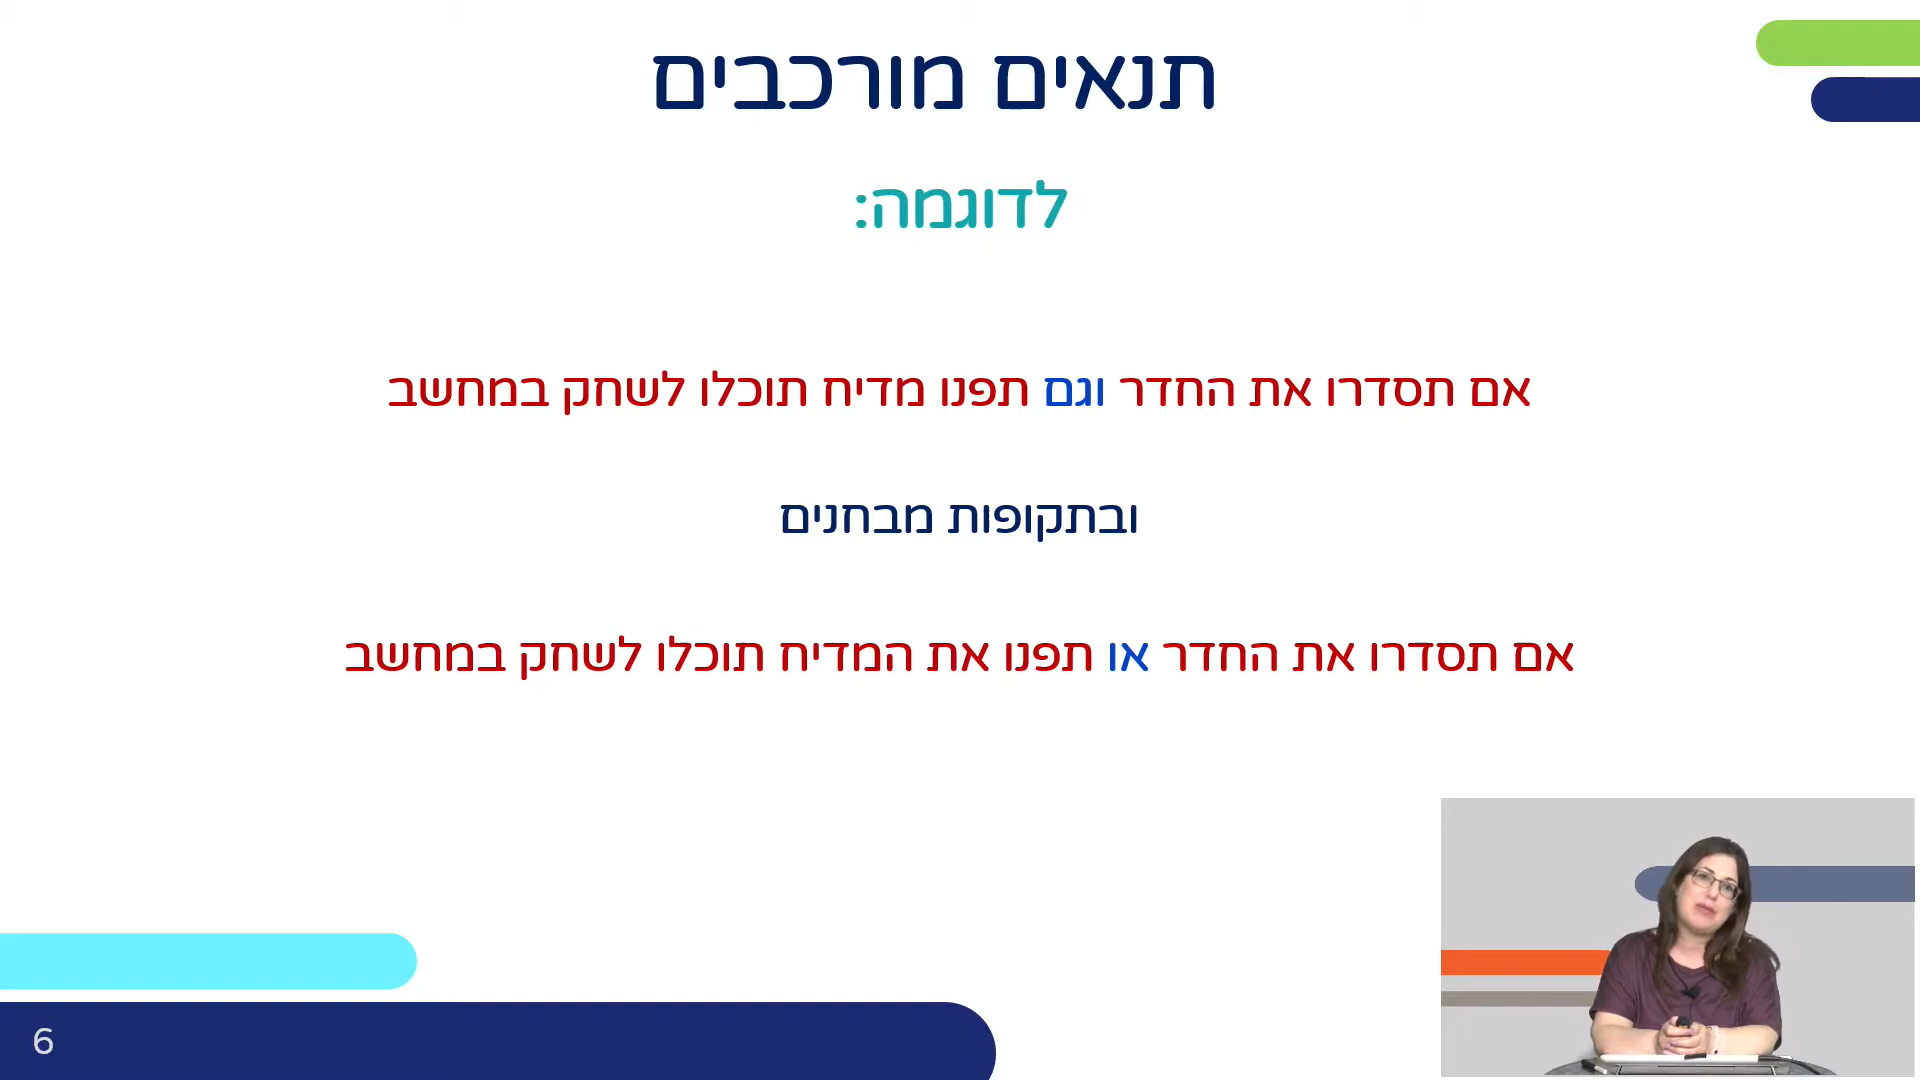 תנאים מורכבים
לדוגמה:
אם תסדרו את החדר וגם תפנו מדיח תוכלו לשחק במחשב
ובתקופות מבחנים
אם תסדרו את החדר או תפנו את המדיח תוכלו לשחק במחשב
6